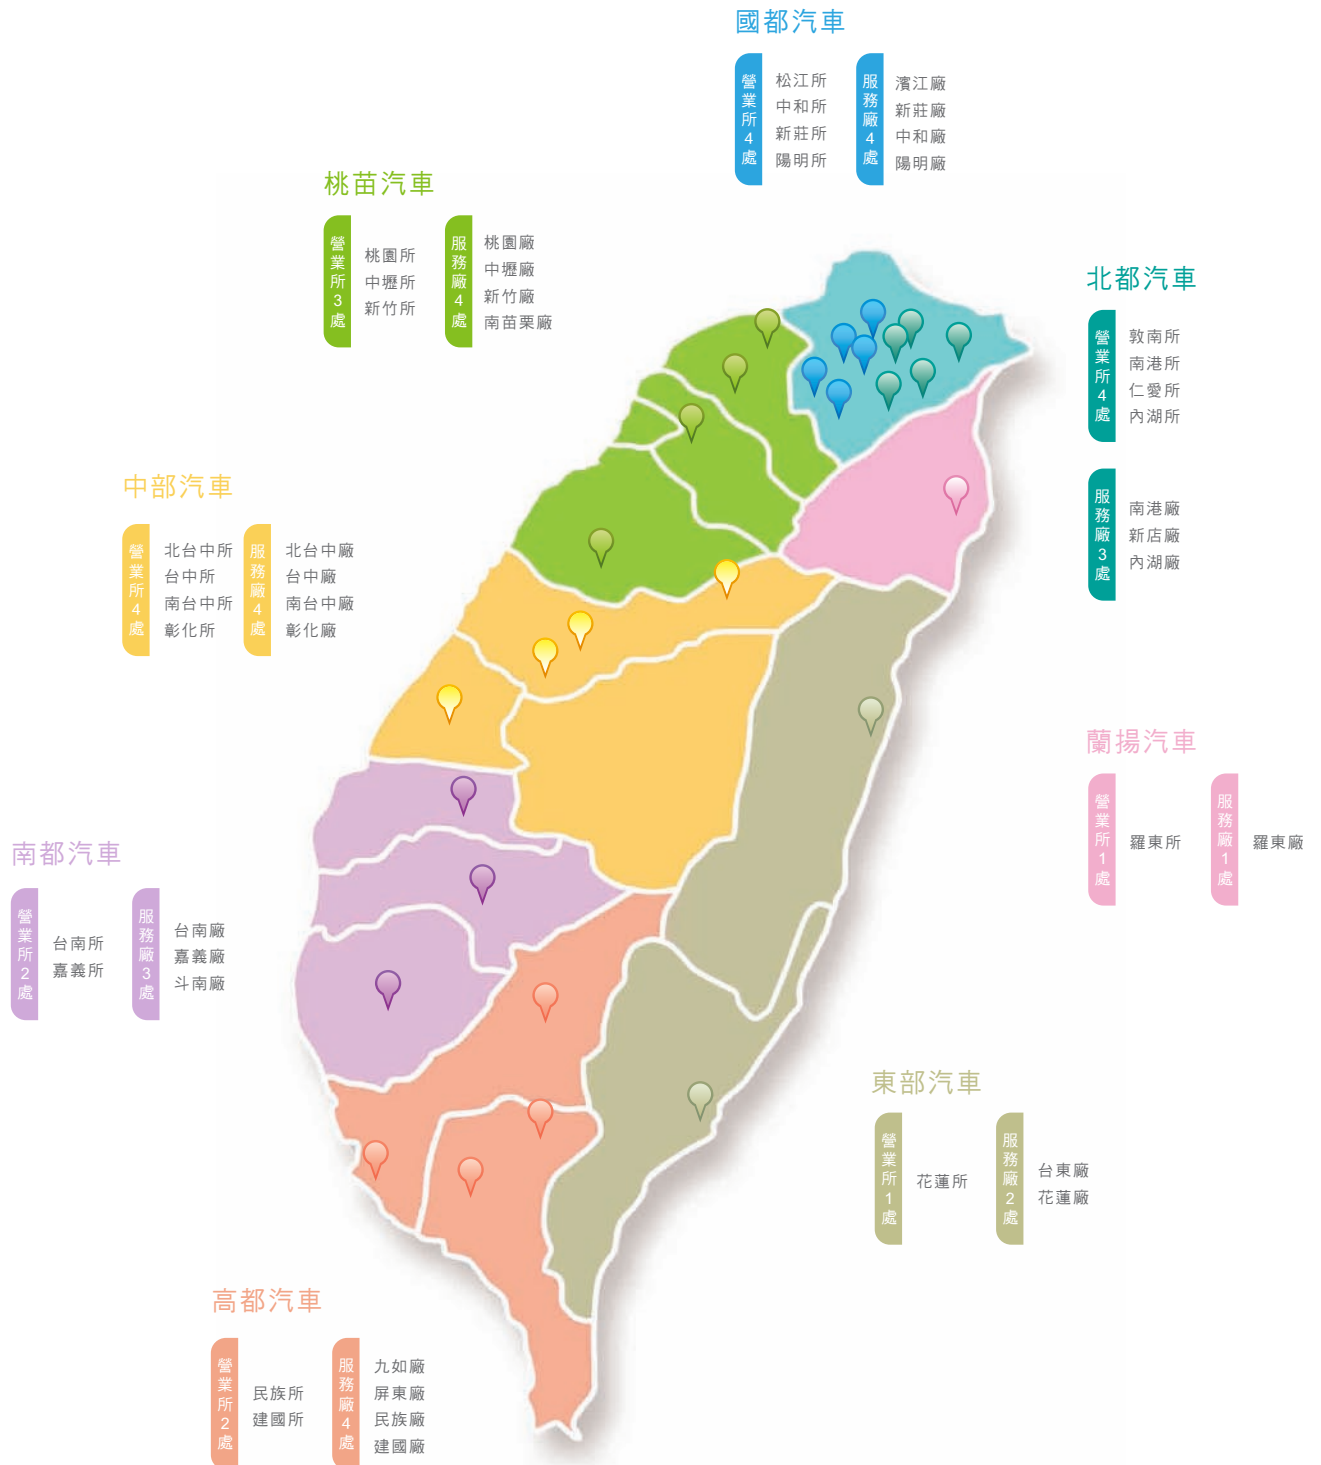 國都汽車
營業所4處
松江所
中和所
新莊所
陽明所
服務廠4處
濱江廠
新莊廠
中和廠
陽明廠
桃苗汽車
營業所3處
桃園所
中壢所
新竹所
服務廠4處
桃園廠
中壢廠
新竹廠
南苗栗廠
北都汽車
營業所4處
敦南所
南港所
仁愛所
內湖所
服務廠3處
南港廠
新店廠
內湖廠
中部汽車
營業所4處
北台中所
台中所
南台中所
彰化所
服務廠4處
北台中廠
台中廠
南台中廠
彰化廠
蘭揚汽車
營業所1處
羅東所
服務廠1處
羅東廠
南都汽車
營業所2處
台南所
嘉義所
服務廠3處
台南廠
嘉義廠
斗南廠
東部汽車
營業所1處
花蓮所
服務廠2處
台東廠
花蓮廠
高都汽車
營業所2處
民族所
建國所
服務廠4處
九如廠
屏東廠
民族廠
建國廠